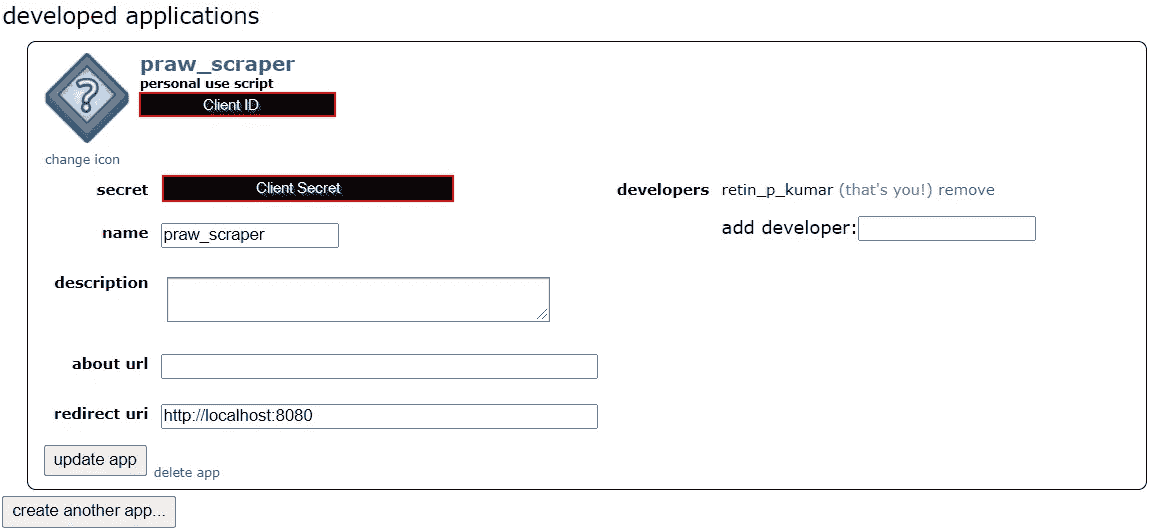 developed applications
praw_scraper
personal use script
Client ID
change icon
secret Client Secret developers retin_p_kumar (that's you!) remove
name praw_scraper add developer:
description
about url
redirect uri http://localhost:8080
update app delete app
create another app...